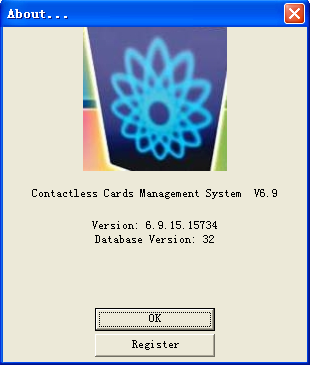 About...
Contactless Cards Management System V6.9
Version: 6.9.15.15734
Database Version: 32
OK
Register